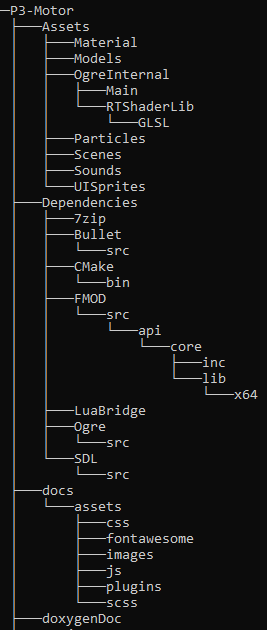 P3-Motor
Assets
Material
Models
OgreInternal
Main
RTShaderLib
GLSL
Particles
Scenes
Sounds
UISprites
Dependencies
7zip
Bullet
src
CMake
bin
FMOD
src
api
core
inc
lib
x64
LuaBridge
Ogre
src
SDL
src
docs
assets
css
fontawesome
images
js
plugins
scss
doxygenDoc